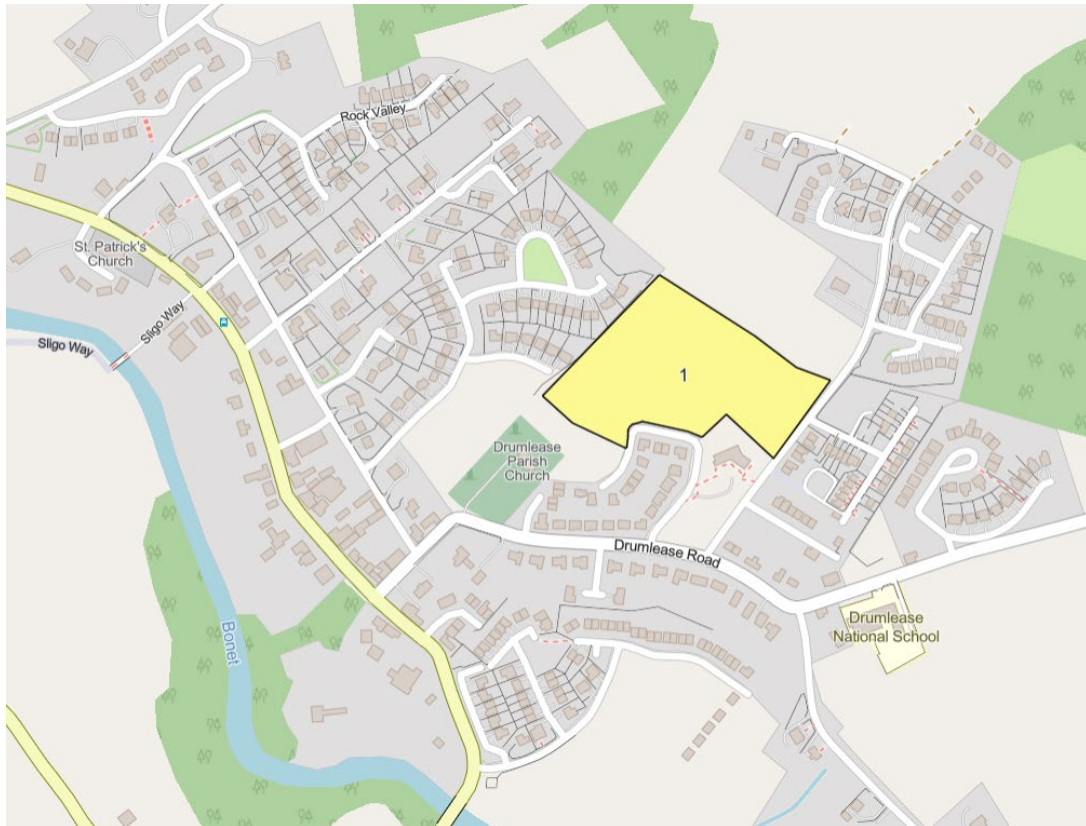 Rock Valley
St. Patrick's
Church
Sligo Way
Sligo Way
1
Drumlease
Parish
Church
Drumlease Road
Drumlease
National School
Bonet